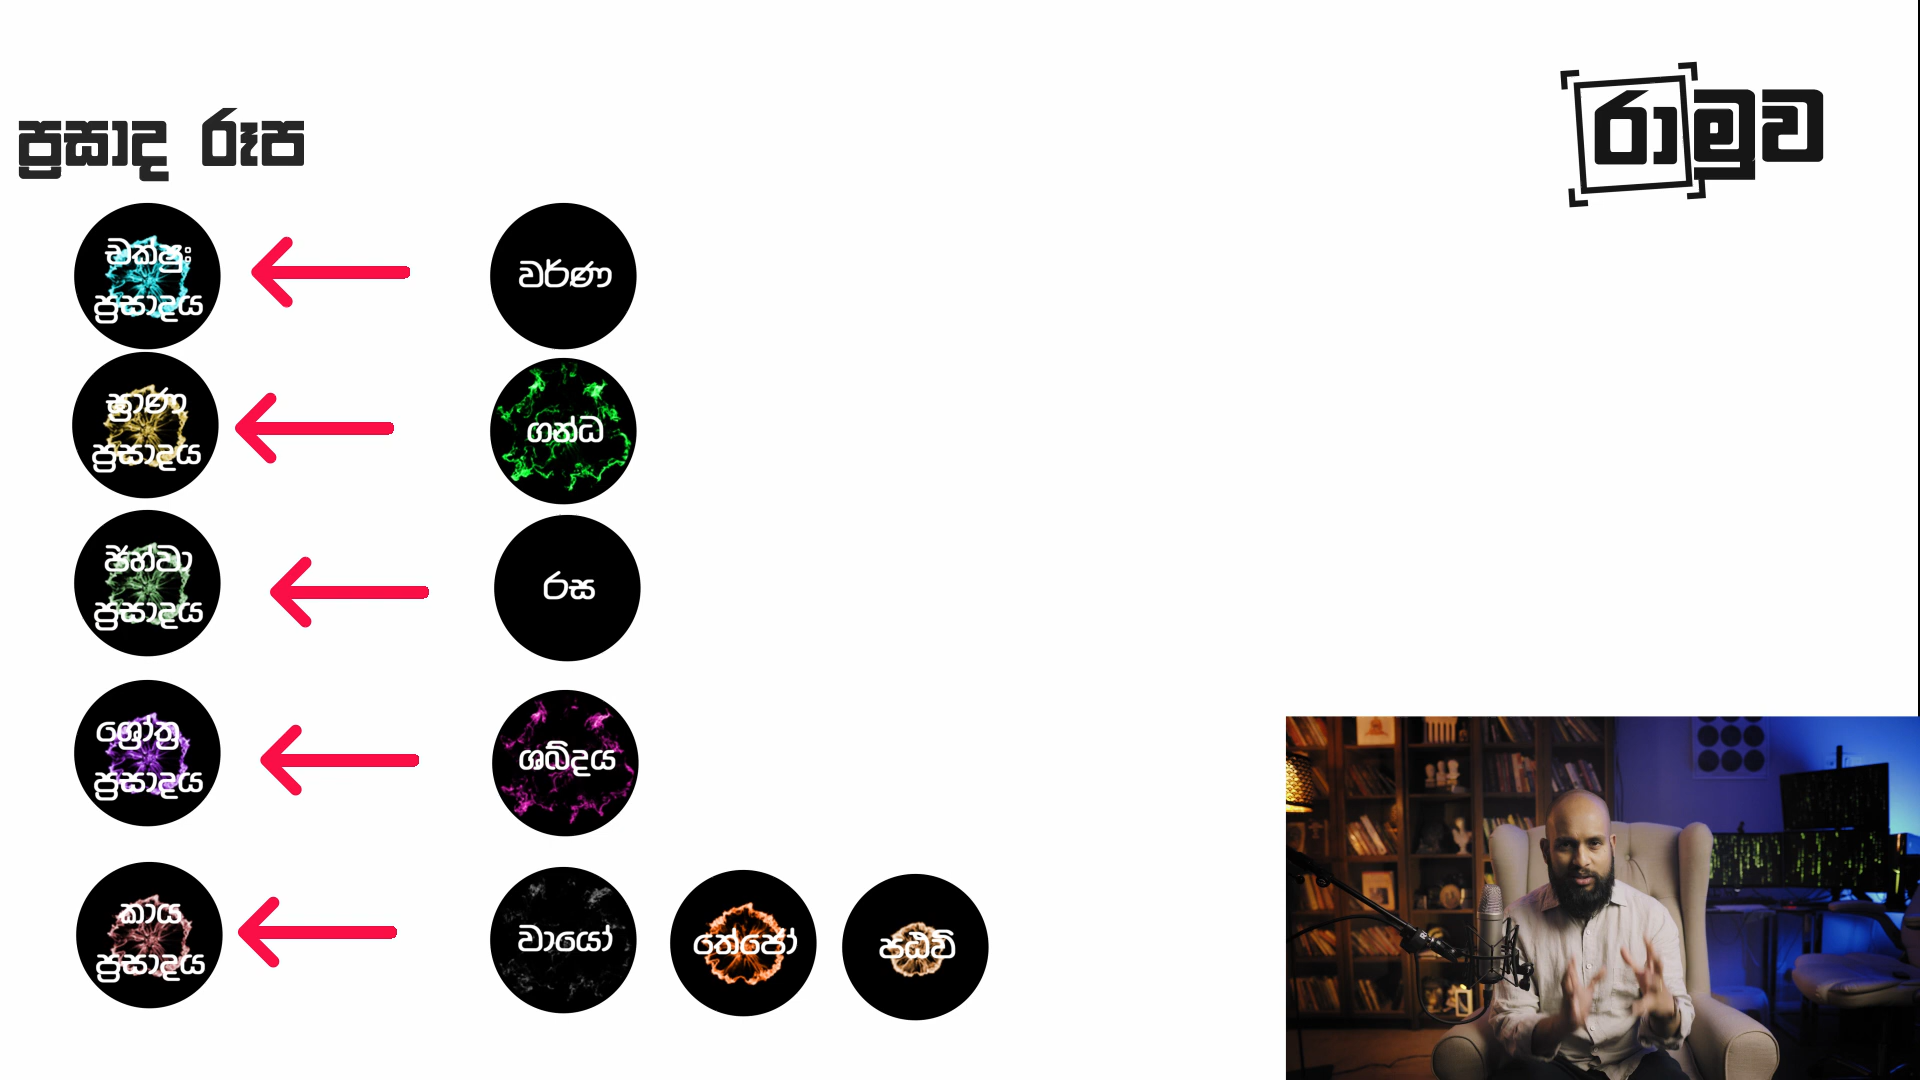 රාමුව
ප්‍රසාද රූප
චක්ෂුඃ
ප්‍රසාදය
වර්ණ
ඝ්‍රාණ
ප්‍රසාදය
ගන්ධ
ජිහ්වා
ප්‍රසාදය
රස
ශ්‍රෝත්‍ර
ප්‍රසාදය
ශබ්දය
කාය
ප්‍රසාදය
වායෝ
තේජෝ
පඨවි